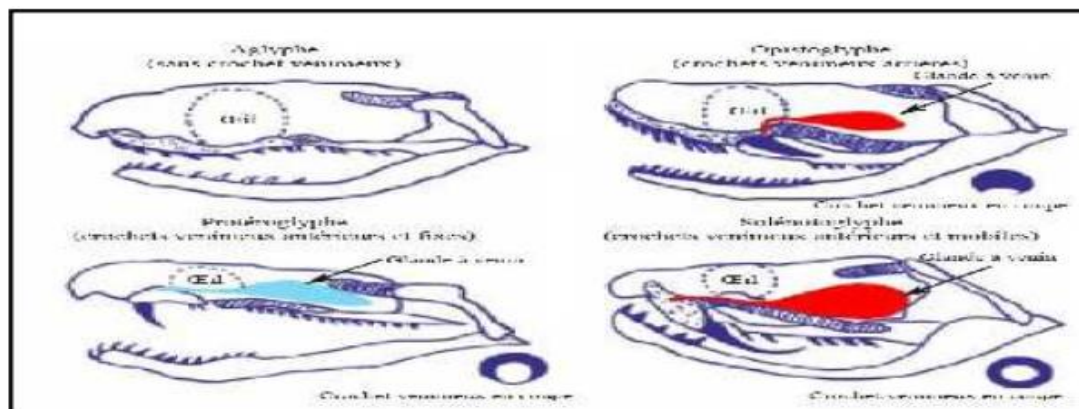 Aglyphe
(sans crochet venimeux)
Œil
Opistoglyphe
(crochets venimeux arrières)
Glande à venin
Œil
Crochet venimeux en coupe
Protéroglyphe
(crochets venimeux antérieurs et fixes)
Glande à venin
Œil
Crochet venimeux en coupe
Solénoglyphe
(crochets venimeux antérieurs et mobiles)
Glande à venin
Œil
Crochet venimeux en coupe